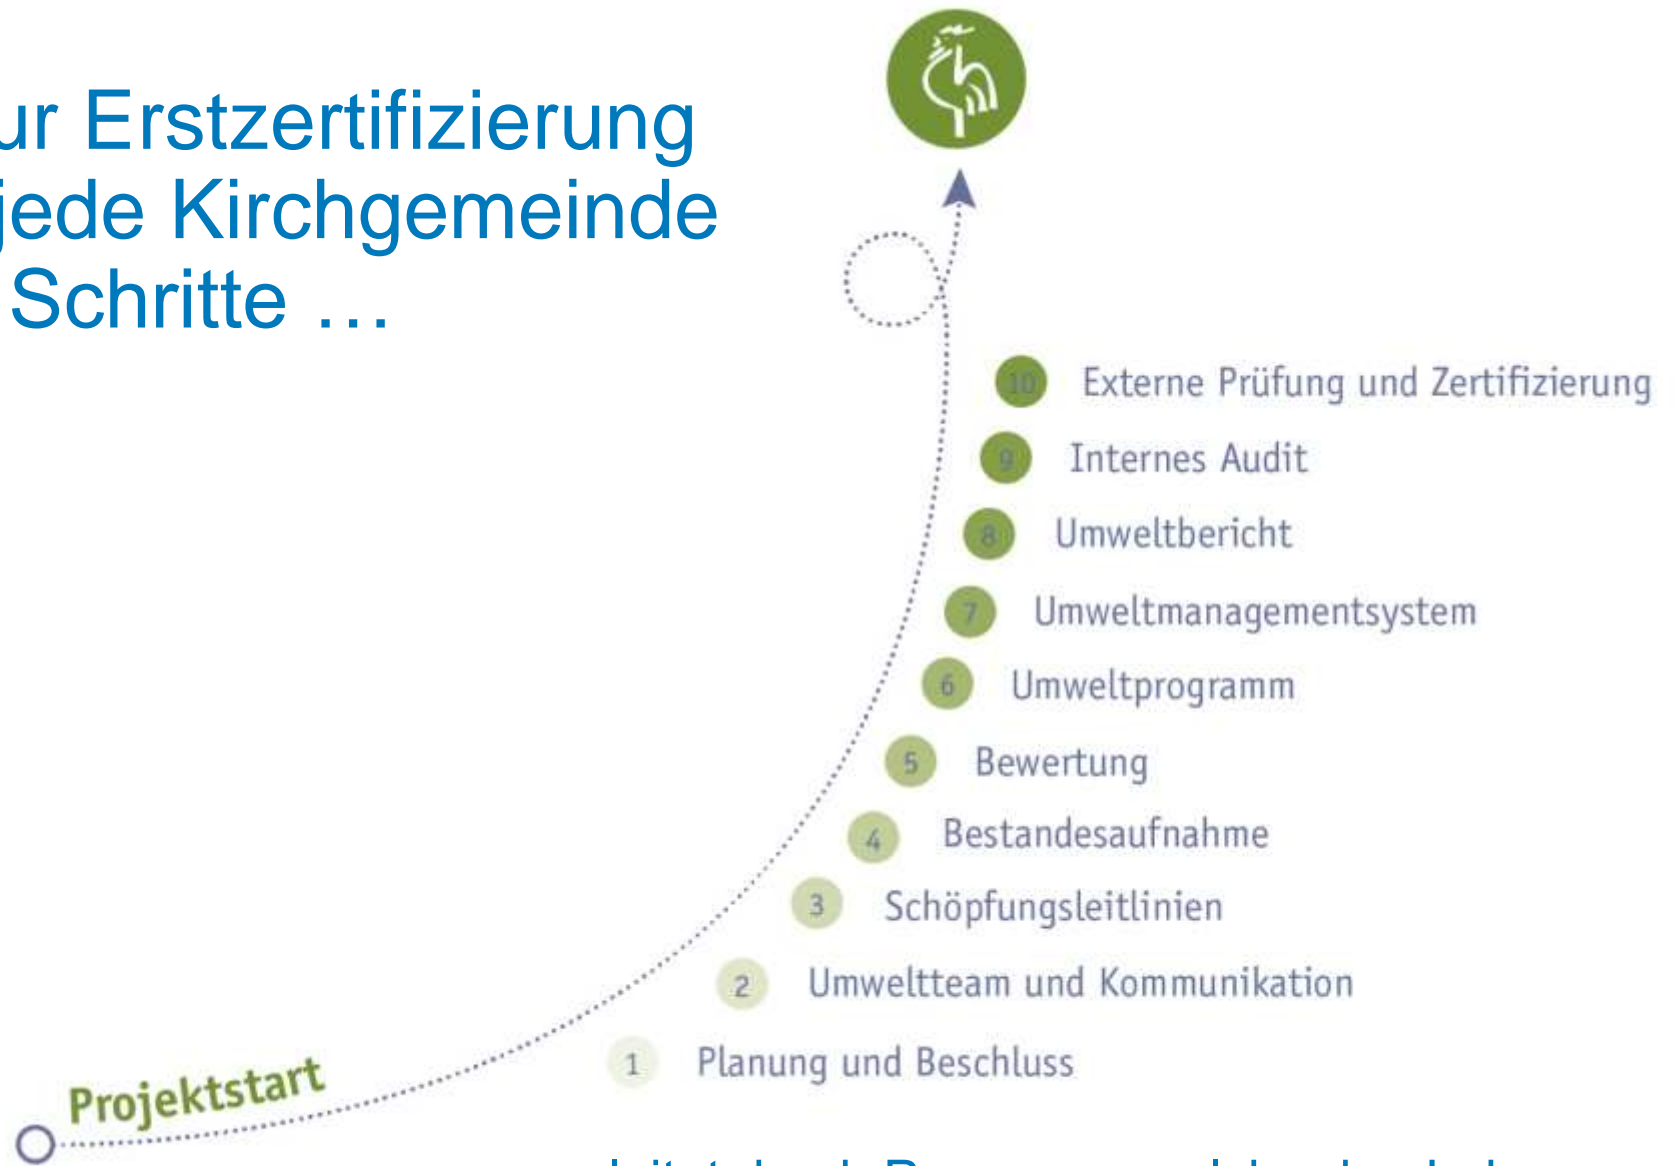 ur Erstzertifizierung
jede Kirchgemeinde
Schritte …
10 Externe Prüfung und Zertifizierung
9 Internes Audit
8 Umweltbericht
7 Umweltmanagementsystem
6 Umweltprogramm
5 Bewertung
4 Bestandesaufnahme
3 Schöpfungsleitlinien
2 Umweltteam und Kommunikation
1 Planung und Beschluss
Projektstart